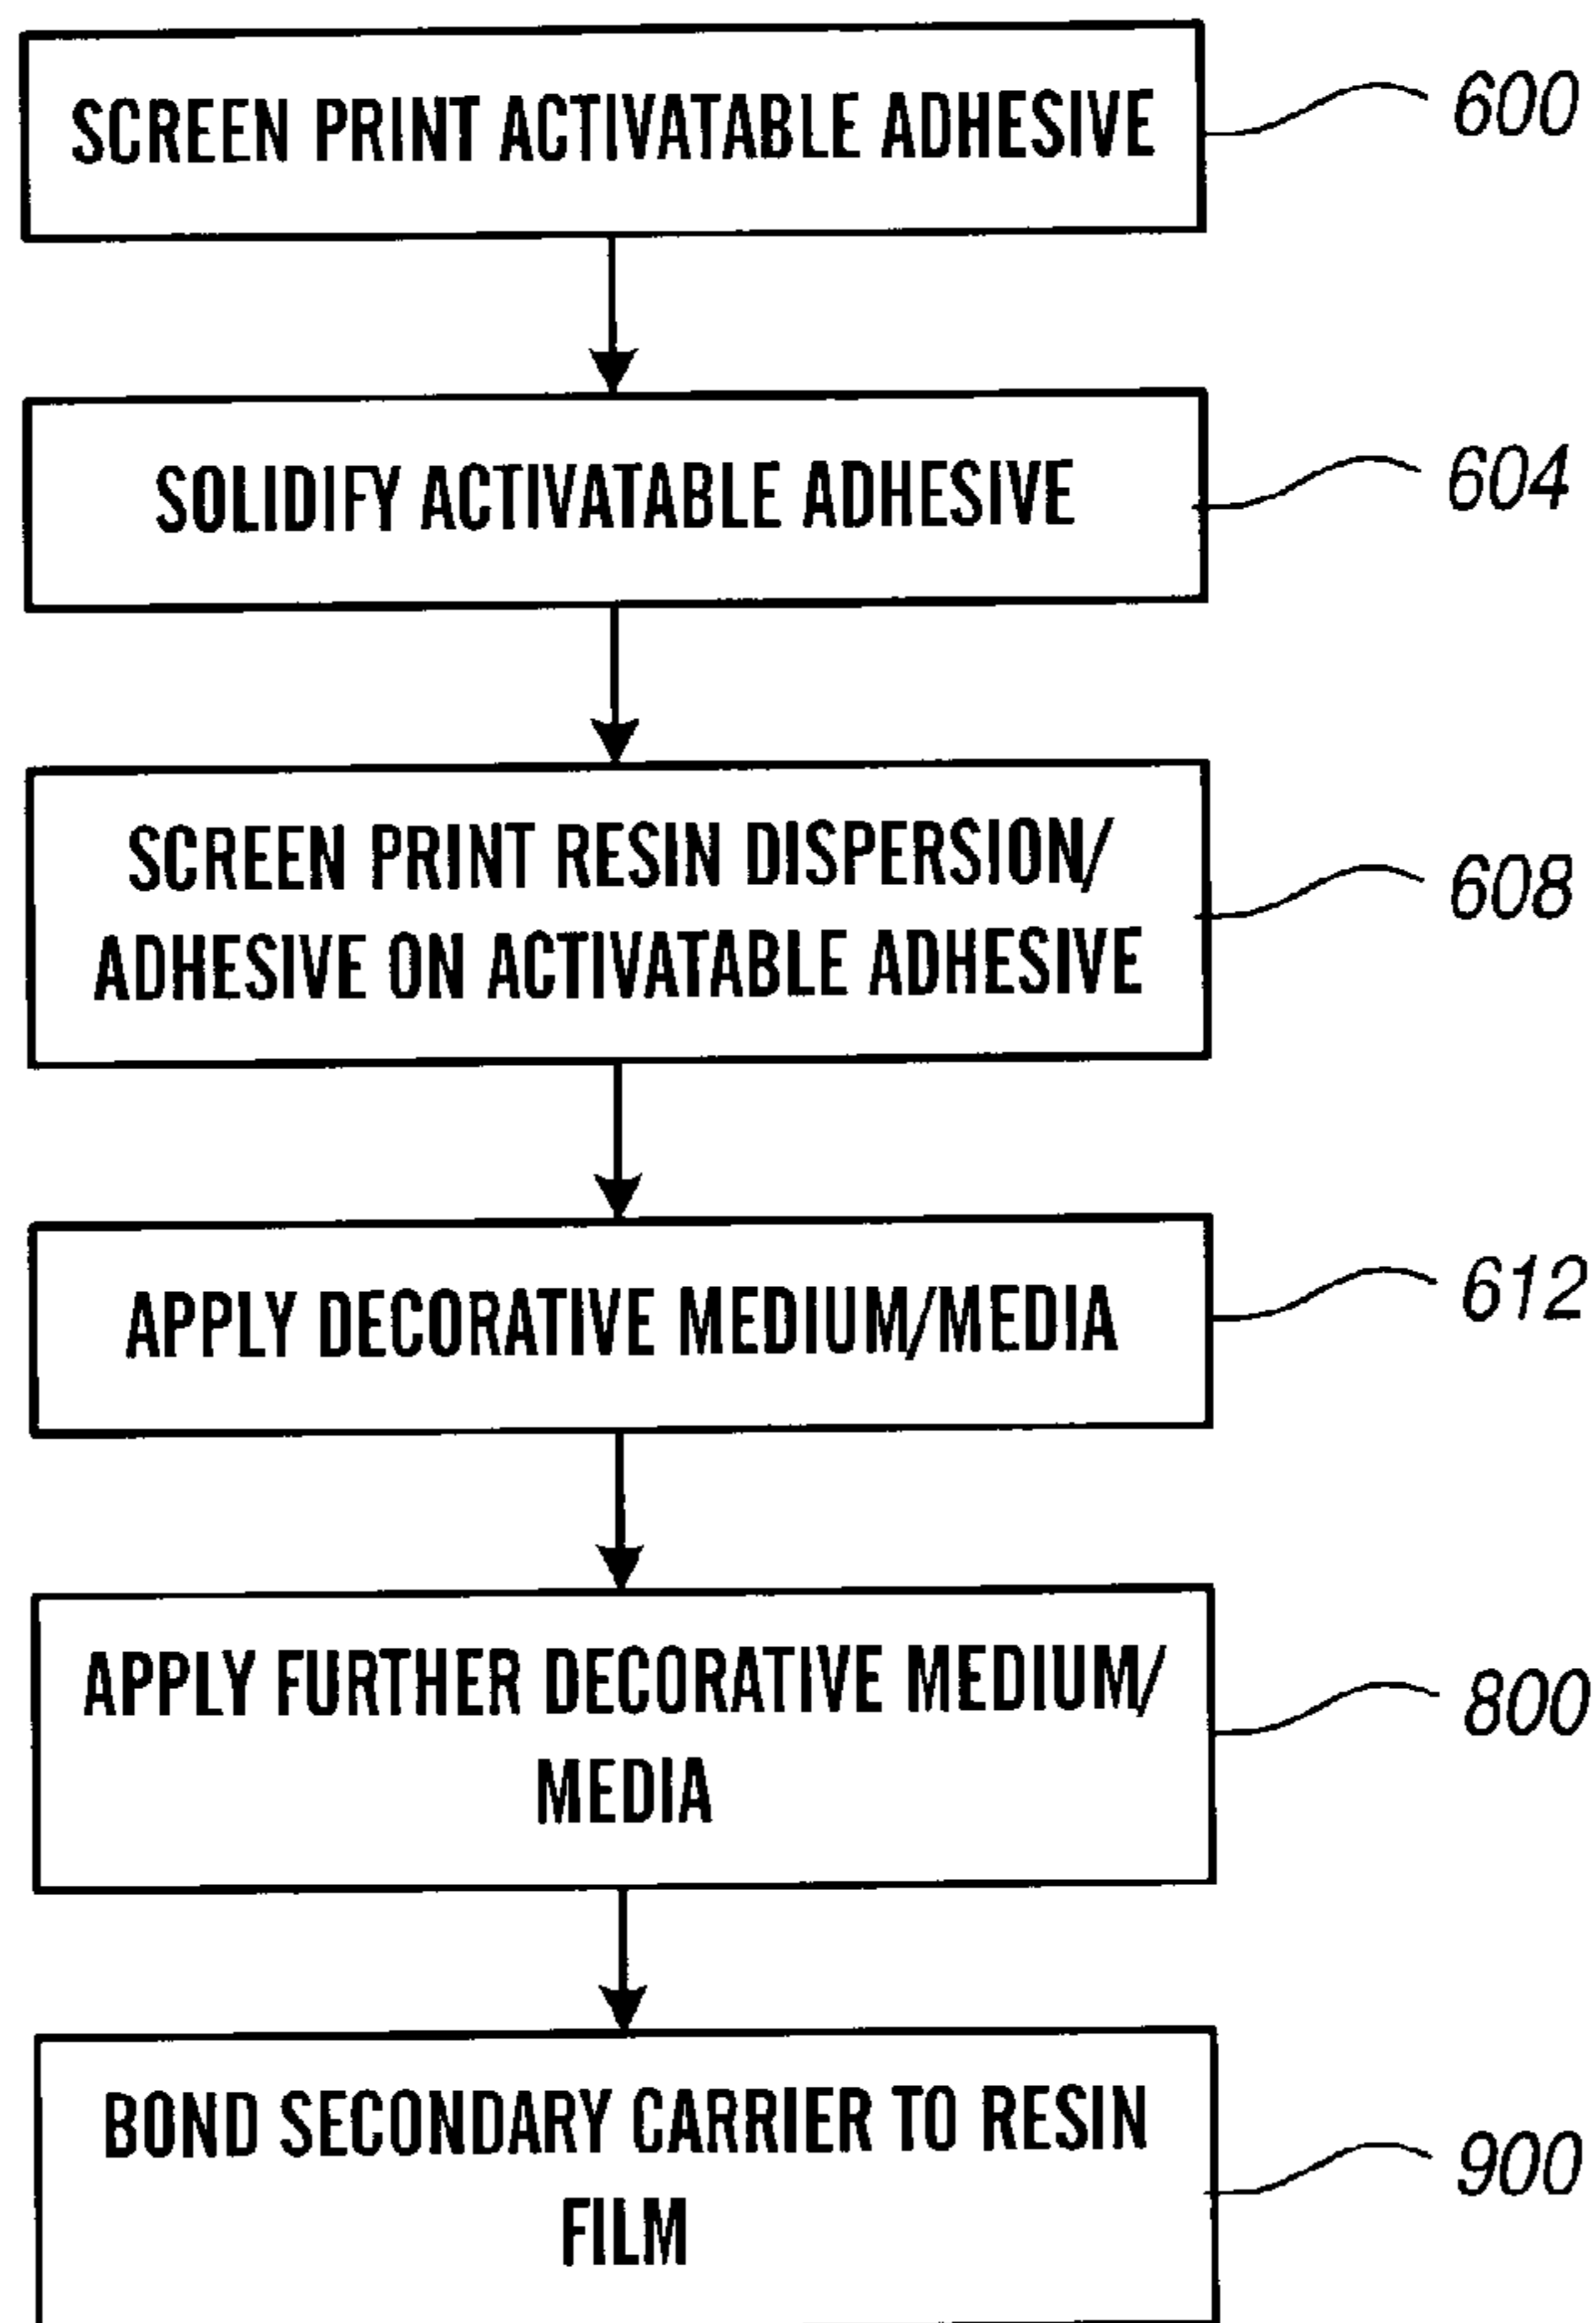 SCREEN PRINT ACTIVATABLE ADHESIVE
600
SOLIDIFY ACTIVATABLE ADHESIVE
604
SCREEN PRINT RESIN DISPERSION/
ADHESIVE ON ACTIVATABLE ADHESIVE
608
APPLY DECORATIVE MEDIUM/MEDIA
612
APPLY FURTHER DECORATIVE MEDIUM/
MEDIA
800
BOND SECONDARY CARRIER TO RESIN
FILM
900